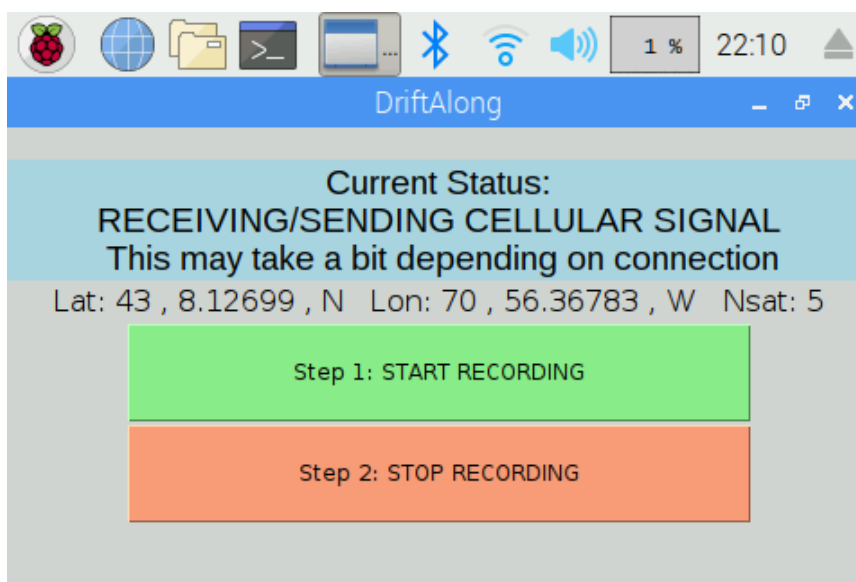 >_
...
1 %
22:10
DriftAlong
Current Status:
RECEIVING/SENDING CELLULAR SIGNAL
This may take a bit depending on connection
Lat: 43 , 8.12699 , N Lon: 70 , 56.36783 , W Nsat: 5
Step 1: START RECORDING
Step 2: STOP RECORDING